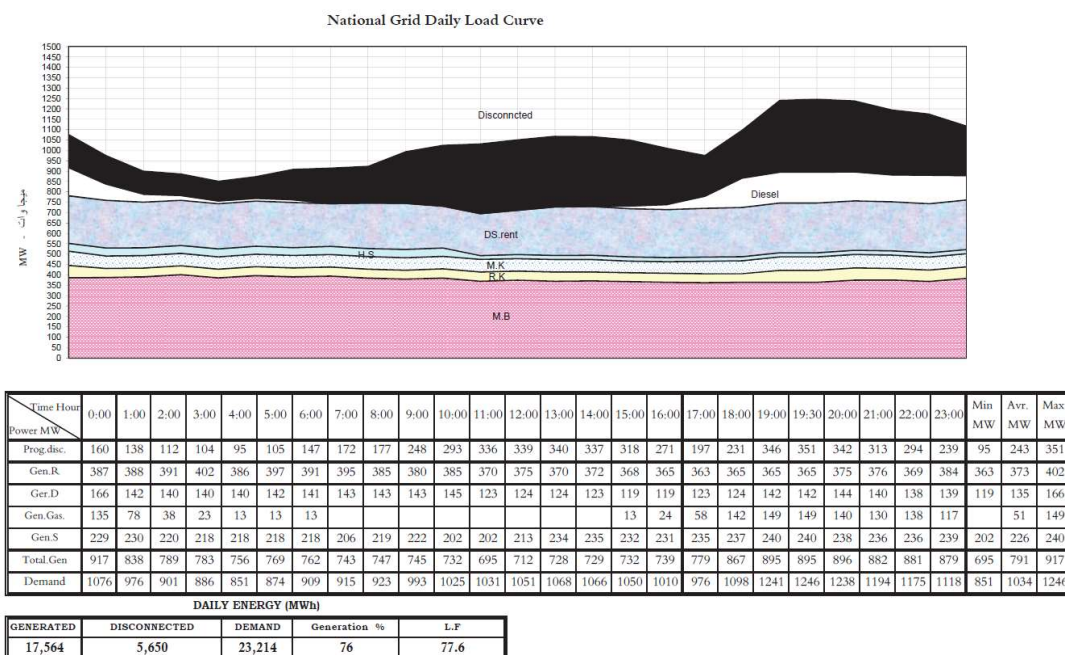 National Grid Daily Load Curve
1500
1450
1400
1350
1300
1250
1200
1150
1100
1050
1000
950
900
850
800
750
700
650
600
550
500
450
400
350
300
250
200
150
100
50
0
MW - ميجا وات
Disconncted
Diesel
DS.rent
H.S
M.K
R.K
M.B
Time Hour
Power MW
0:00 1:00 2:00 3:00 4:00 5:00 6:00 7:00 8:00 9:00 10:00 11:00 12:00 13:00 14:00 15:00 16:00 17:00 18:00 19:00 19:30 20:00 21:00 22:00 23:00 Min MW Avr. MW Max MW
Prog.disc. 160 138 112 104 95 105 147 172 177 248 293 336 339 340 337 318 271 197 231 346 351 342 313 294 239 95 243 351
Gen.R 387 388 391 402 386 397 391 395 385 380 385 370 375 370 372 368 365 363 365 365 365 375 376 369 384 363 373 402
Ger.D 166 142 140 140 140 142 141 143 143 143 145 123 124 124 123 119 119 123 124 142 142 144 140 138 139 119 135 166
Gen.Gas. 135 78 38 23 13 13 13 13 24 58 142 149 149 140 130 138 117 51 149
Gen.S 229 230 220 218 218 218 218 206 219 222 202 202 213 234 235 232 231 235 237 240 240 238 236 236 239 202 226 240
Total.Gen 917 838 789 783 756 769 762 743 747 745 732 695 712 728 729 732 739 779 867 895 895 896 882 881 879 695 791 917
Demand 1076 976 901 886 851 874 909 915 923 993 1025 1031 1051 1068 1066 1050 1010 976 1098 1241 1246 1238 1194 1175 1118 851 1034 1246
DAILY ENERGY (MWh)
GENERATED DISCONNECTED DEMAND Generation % L.F
17,564 5,650 23,214 76 77.6